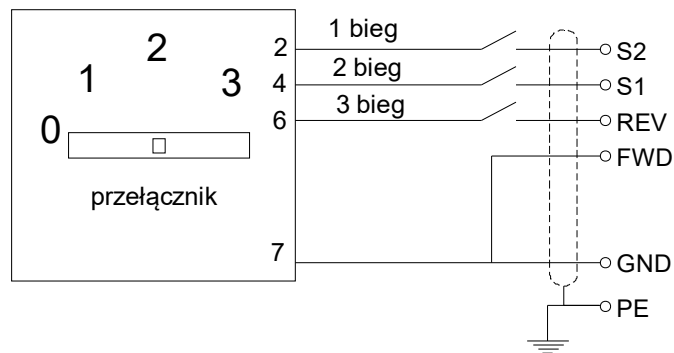 0
1
2
3
przełącznik
2
4
6
7
1 bieg
2 bieg
3 bieg
S2
S1
REV
FWD
GND
PE